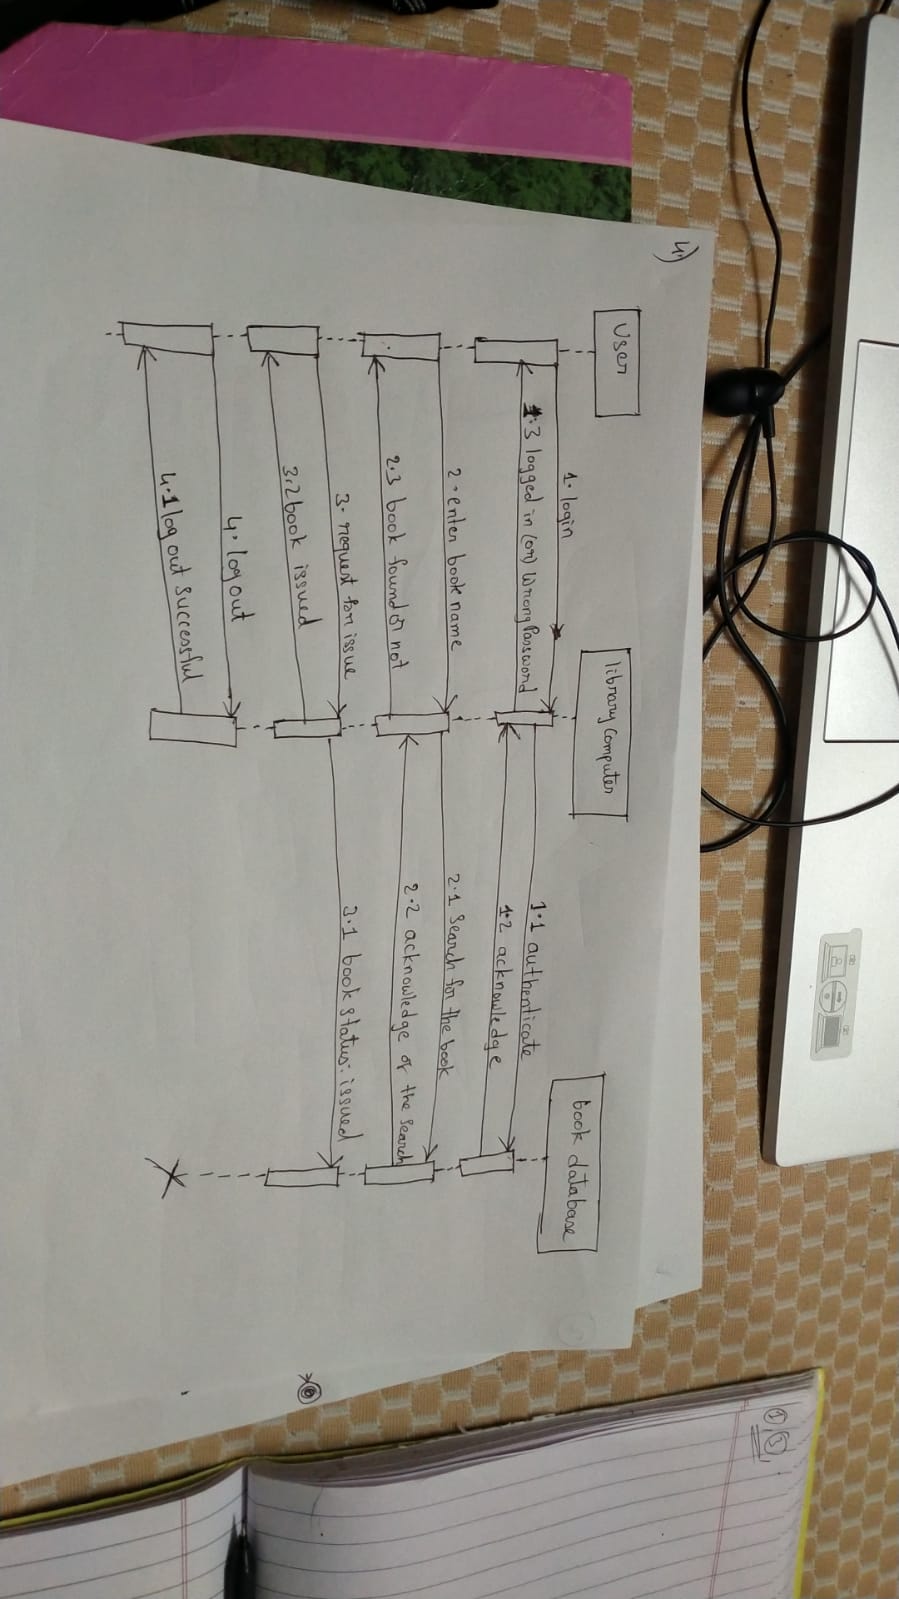 4)
User
library Computer
book database
1. login
1.1 authenticate
1.2 acknowledge
1.3 logged in (or) Wrong Password
2. enter book name
2.1 Search for the book
2.2 acknowledge of the search
2.3 book found or not
3. request for issue
3.1 book status: issued
3.2 book issued
4. log out
4.1 log out successful